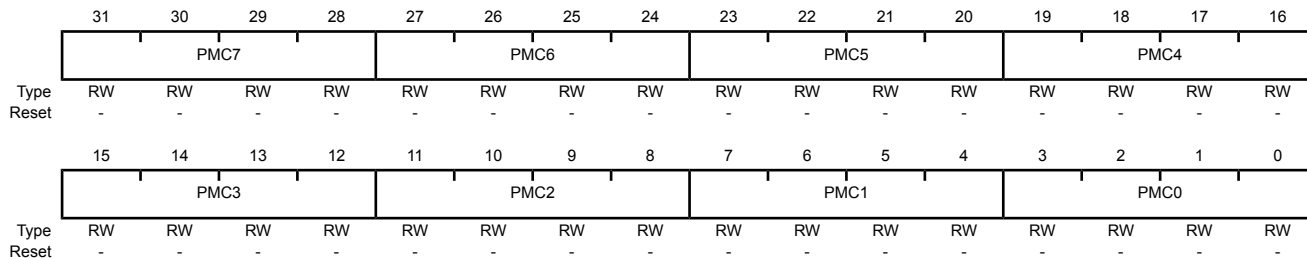 31 30 29 28 27 26 25 24 23 22 21 20 19 18 17 16
PMC7 PMC6 PMC5 PMC4
Type RW RW RW RW RW RW RW RW RW RW RW RW RW RW RW RW
Reset - - - - - - - - - - - - - - - -
15 14 13 12 11 10 9 8 7 6 5 4 3 2 1 0
PMC3 PMC2 PMC1 PMC0
Type RW RW RW RW RW RW RW RW RW RW RW RW RW RW RW RW
Reset - - - - - - - - - - - - - - - -